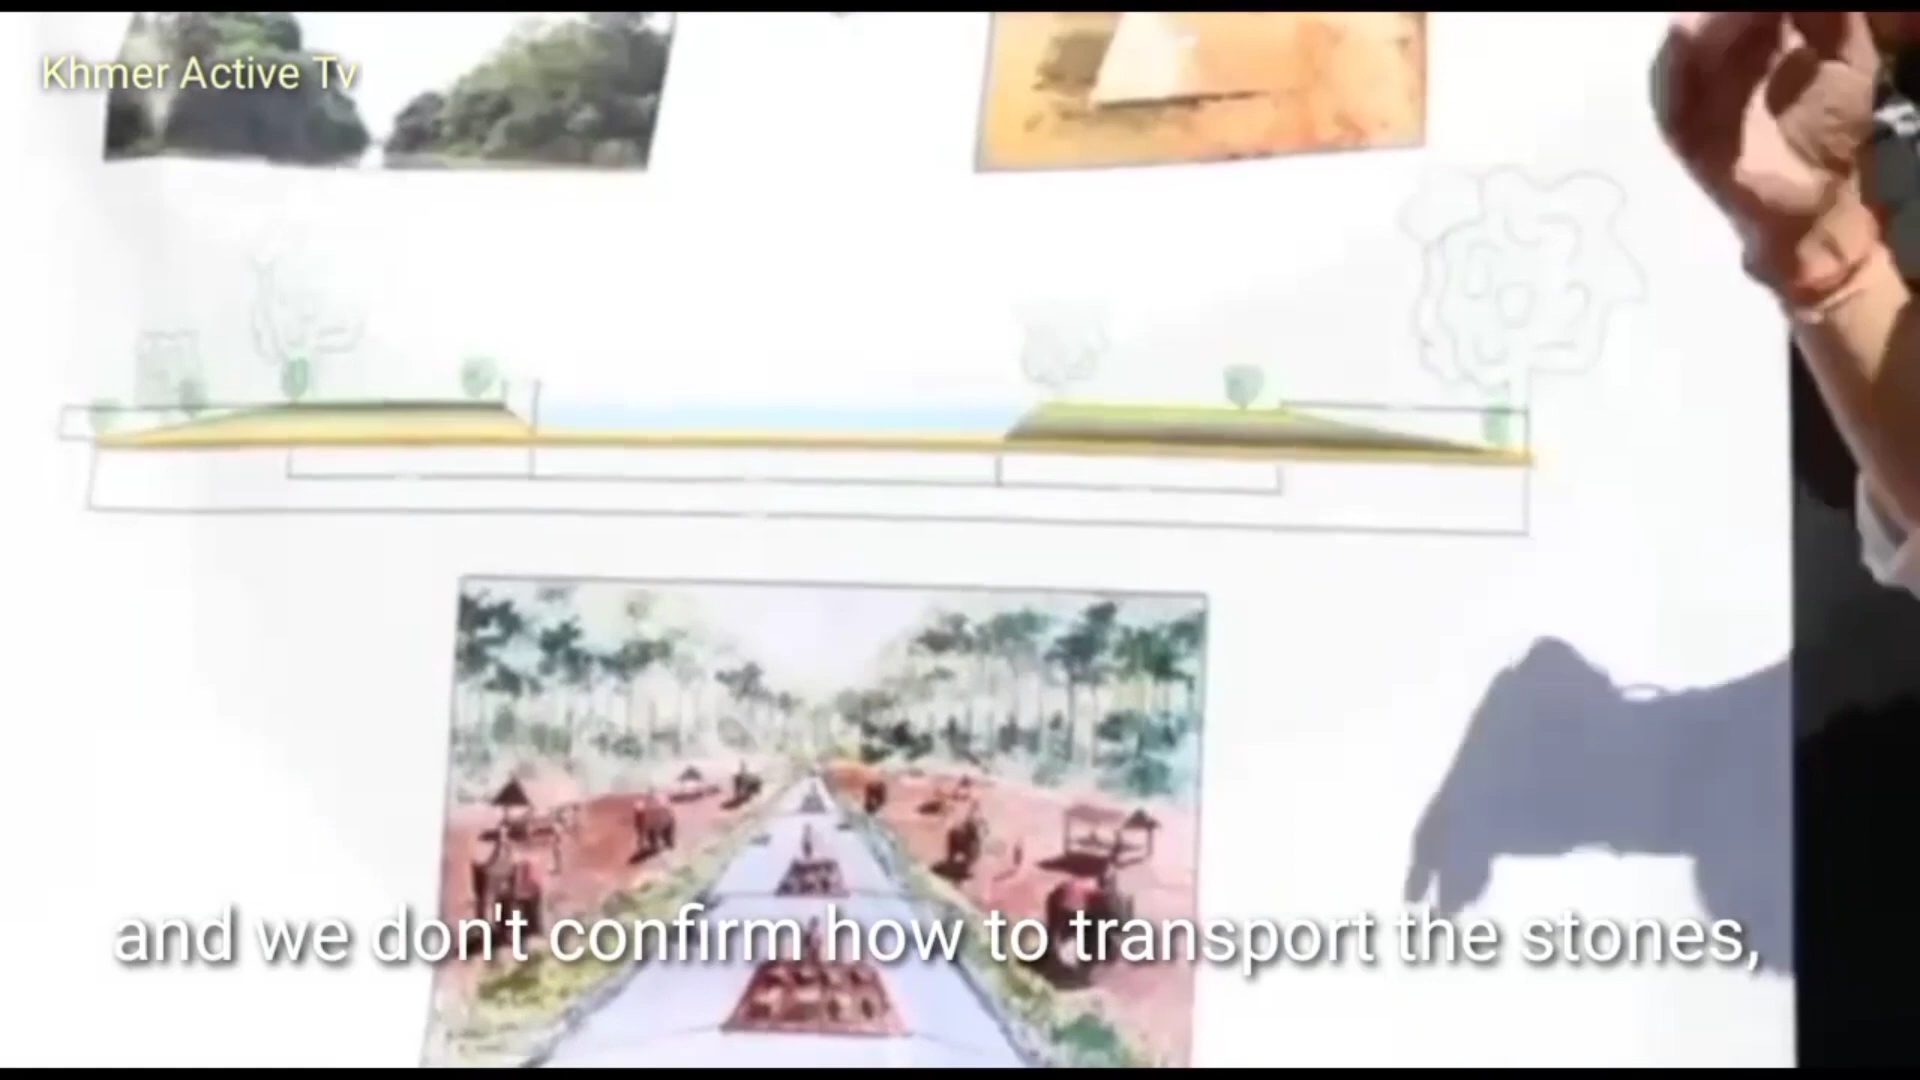 Khmer Active Tv
and we don't confirm how to transport the stones,